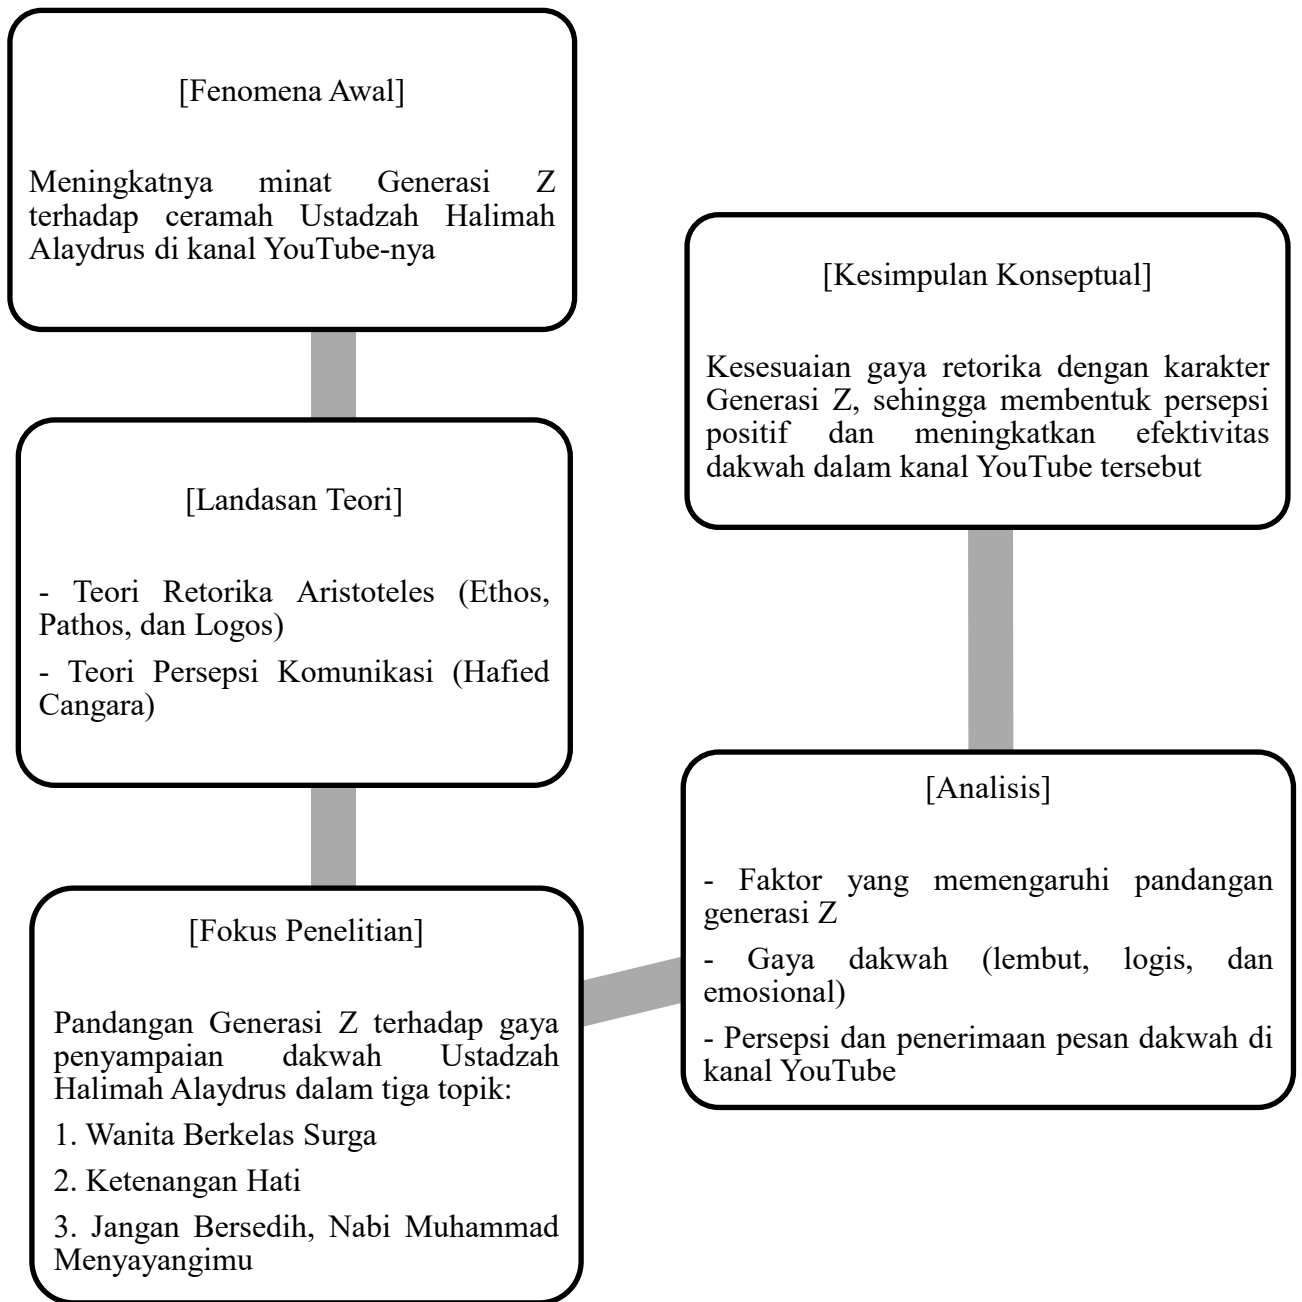 [Fenomena Awal]
Meningkatnya minat Generasi Z
terhadap ceramah Ustadzah Halimah
Alaydrus di kanal YouTube-nya
[Landasan Teori]
- Teori Retorika Aristoteles (Ethos,
Pathos, dan Logos)
- Teori Persepsi Komunikasi (Hafied
Cangara)
[Fokus Penelitian]
Pandangan Generasi Z terhadap gaya
penyampaian dakwah Ustadzah
Halimah Alaydrus dalam tiga topik:
1. Wanita Berkelas Surga
2. Ketenangan Hati
3. Jangan Bersedih, Nabi Muhammad
Menyayangimu
[Analisis]
- Faktor yang memengaruhi pandangan
generasi Z
- Gaya dakwah (lembut, logis, dan
emosional)
- Persepsi dan penerimaan pesan dakwah di
kanal YouTube
[Kesimpulan Konseptual]
Kesesuaian gaya retorika dengan karakter
Generasi Z, sehingga membentuk persepsi
positif dan meningkatkan efektivitas
dakwah dalam kanal YouTube tersebut